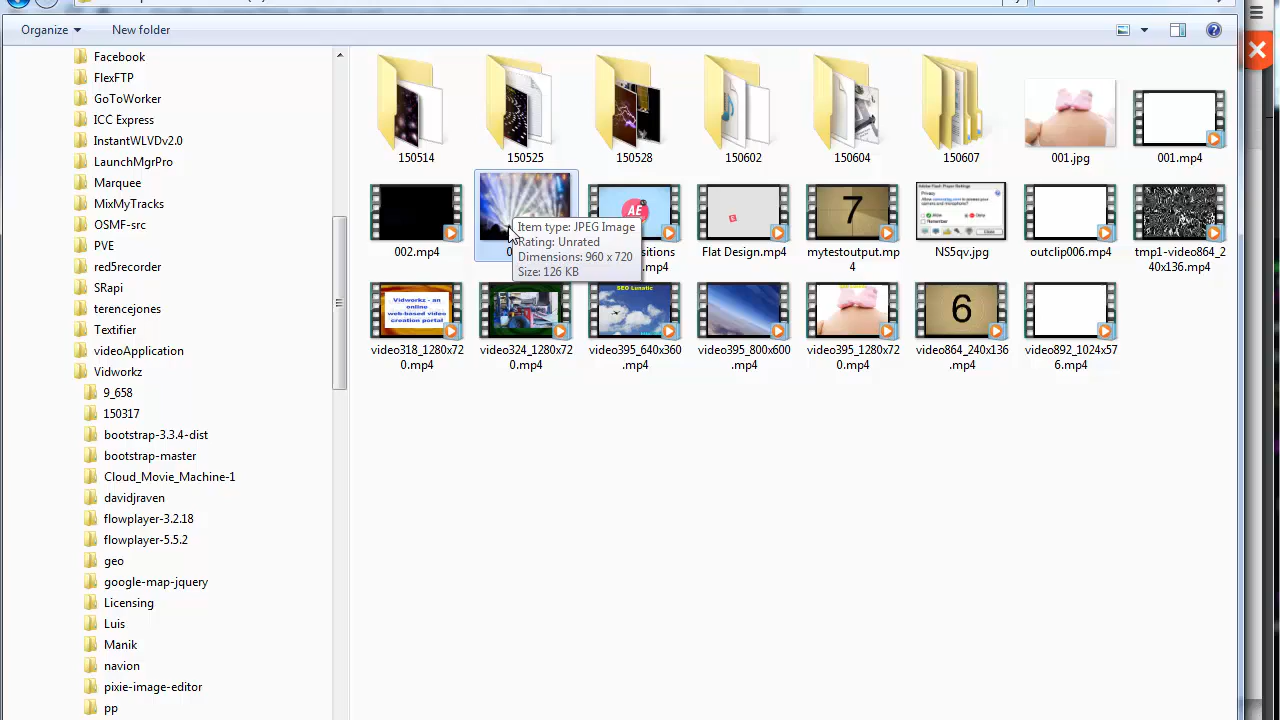 Organize
New folder
Facebook
FlexFTP
GoToWorker
ICC Express
InstantWLVDv2.0
LaunchMgrPro
Marquee
MixMyTracks
OSMF-src
PVE
red5recorder
SRapi
terencejones
Textifier
videoApplication
Vidworkz
9_658
150317
bootstrap-3.3.4-dist
bootstrap-master
Cloud_Movie_Machine-1
davidjraven
flowplayer-3.2.18
flowplayer-5.5.2
geo
google-map-jquery
Licensing
Luis
Manik
navion
pixie-image-editor
pp
150514
150525
150528
150602
150604
150607
001.jpg
001.mp4
002.mp4
Item type: JPEG Image
Rating: Unrated
Dimensions: 960 x 720
Size: 126 KB
AE
Flat Design.mp4
7
mytestoutput.mp
4
NS5qv.jpg
outclip006.mp4
tmp1-video864_2
40x136.mp4
Vidworkz - an
online
web-based video
creation portal
video318_1280x72
0.mp4
video324_1280x72
0.mp4
SEO Lunatic
video395_640x360
.mp4
video395_800x600
.mp4
video395_1280x72
0.mp4
6
video864_240x136
.mp4
video892_1024x57
6.mp4